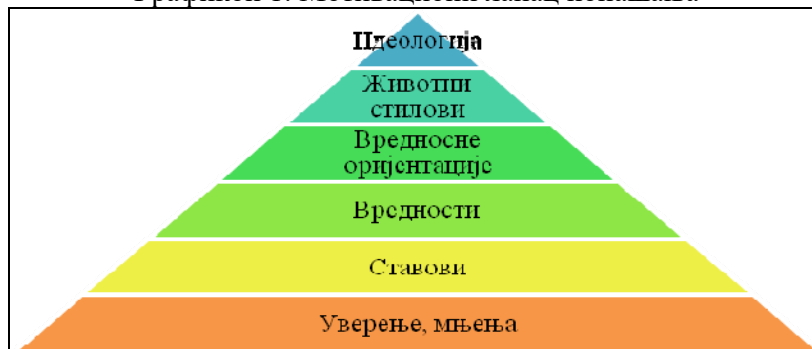 Идеологија
Животни
стилови
Вредносне
оријентације
Вредности
Ставови
Уверење, мњења